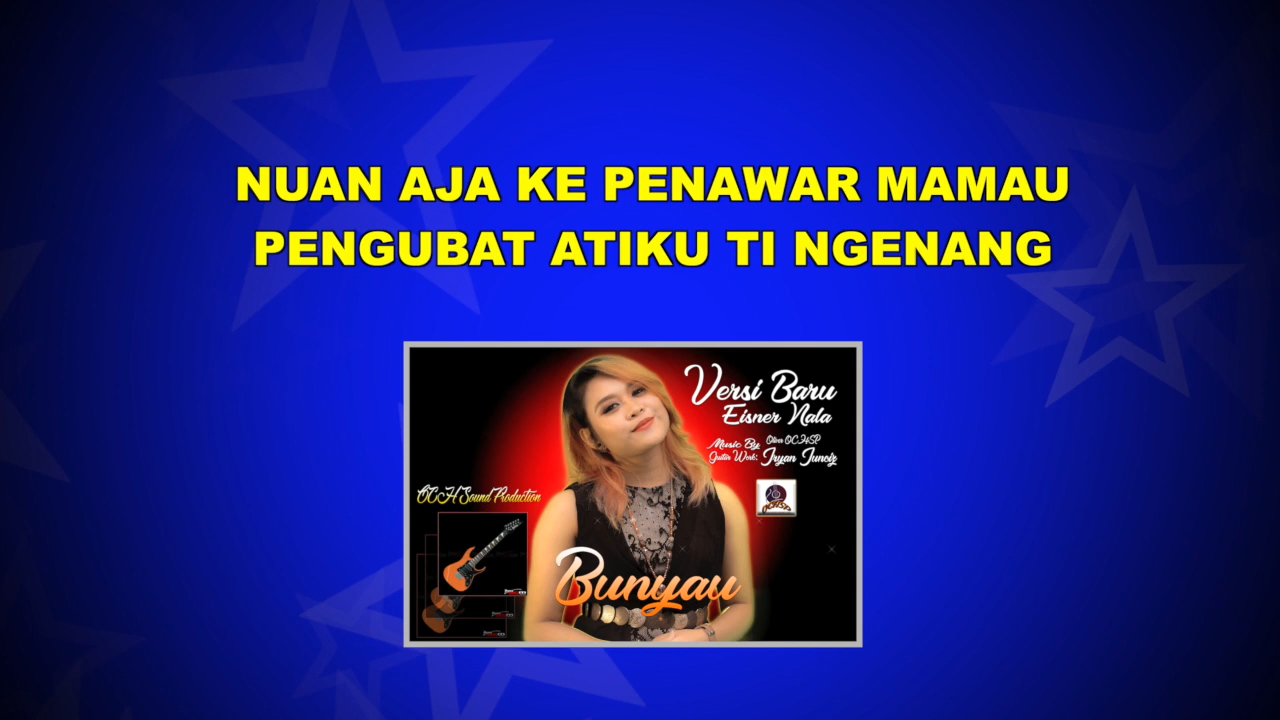 NUAN AJA KE PENAWAR MAMAU
PENGUBAT ATIKU TI NGENANG
Versi Baru
Eisner Nala
Music By Oliver OCHSP
Guitar Work: Iryan Junciz
OCH Sound Production
Bunyau